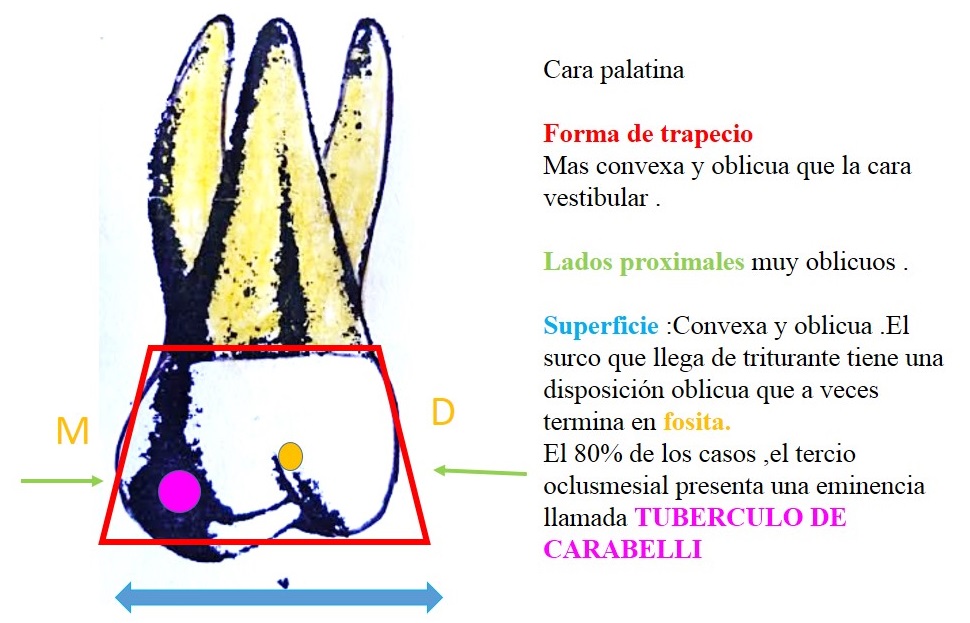 Cara palatina
Forma de trapecio
Mas convexa y oblicua que la cara
vestibular .
Lados proximales muy oblicuos .
Superficie :Convexa y oblicua .El
surco que llega de triturante tiene una
disposición oblicua que a veces
termina en fosita.
El 80% de los casos ,el tercio
oclusmesial presenta una eminencia
llamada TUBERCULO DE
CARABELLI
M
D